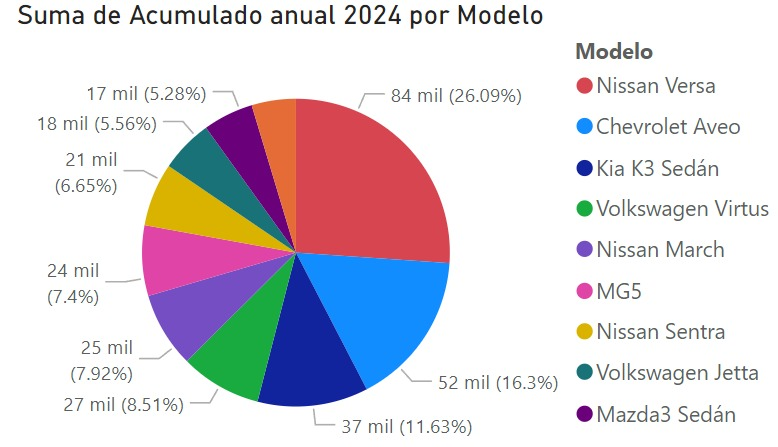 Suma de Acumulado anual 2024 por Modelo
Modelo
Nissan Versa
Chevrolet Aveo
Kia K3 Sedán
Volkswagen Virtus
Nissan March
MG5
Nissan Sentra
Volkswagen Jetta
Mazda3 Sedán
17 mil (5.28%)
84 mil (26.09%)
18 mil (5.56%)
21 mil
(6.65%)
24 mil
(7.4%)
25 mil
(7.92%)
27 mil (8.51%)
52 mil (16.3%)
37 mil (11.63%)